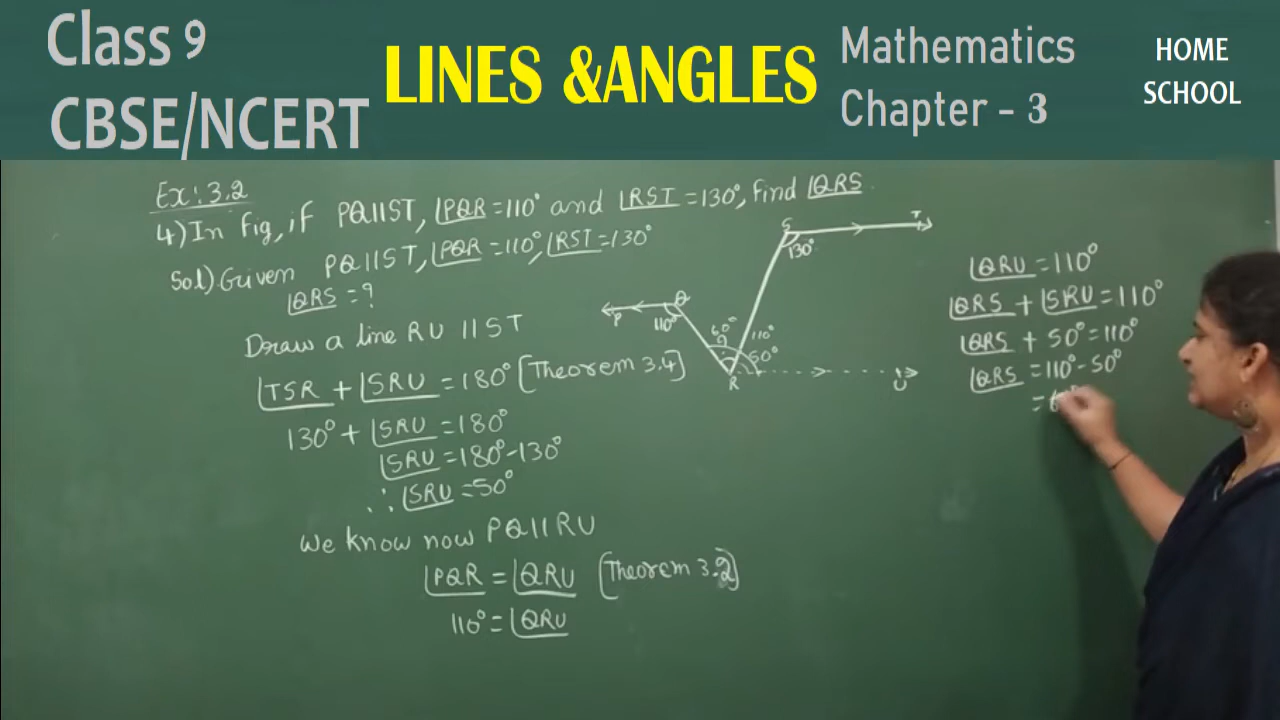 Class 9
CBSE/NCERT
LINES &ANGLES
Mathematics
Chapter - 3
HOME
SCHOOL
Ex: 3.2
4) In fig, if PQ||ST, ∠PQR = 110° and ∠RST = 130°, find ∠QRS
Sol) Given PQ||ST, ∠PQR = 110°, ∠RST = 130°
∠QRS = ?
Draw a line RU || ST
∠TSR + ∠SRU = 180° [Theorem 3.4]
130° + ∠SRU = 180°
∠SRU = 180° - 130°
∴ ∠SRU = 50°
We know now PQ || RU
∠PQR = ∠QRU (Theorem 3.2)
110° = ∠QRU
S
T
130°
Q
P
110°
60°
?
110°
50°
R
U
∠QRU = 110°
∠QRS + ∠SRU = 110°
∠QRS + 50° = 110°
∠QRS = 110° - 50°
=